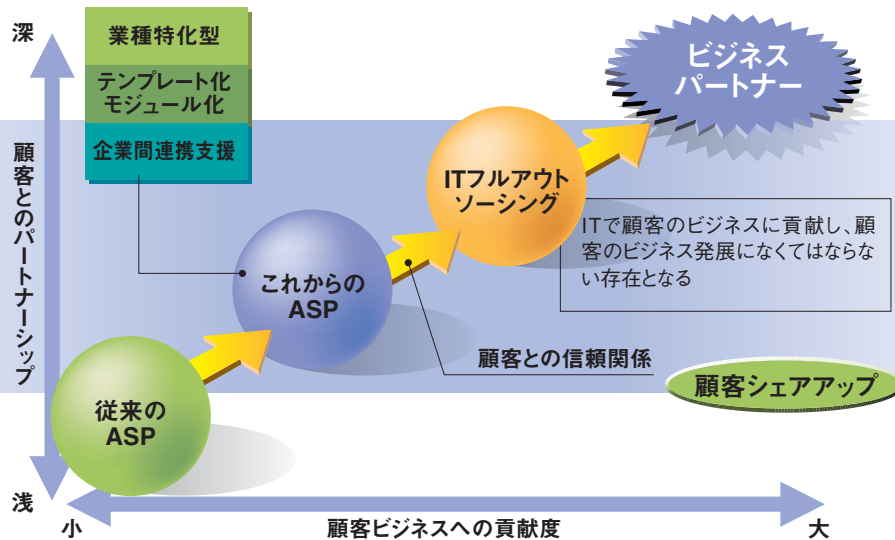 深
業種特化型
テンプレート化
モジュール化
企業間連携支援
ビジネス
パートナー
顧客とのパートナーシップ
ITフルアウト
ソーシング
ITで顧客のビジネスに貢献し、顧
客のビジネス発展になくてはならな
い存在となる
これからの
ASP
顧客との信頼関係
顧客シェアアップ
従来の
ASP
浅
小
顧客ビジネスへの貢献度
大